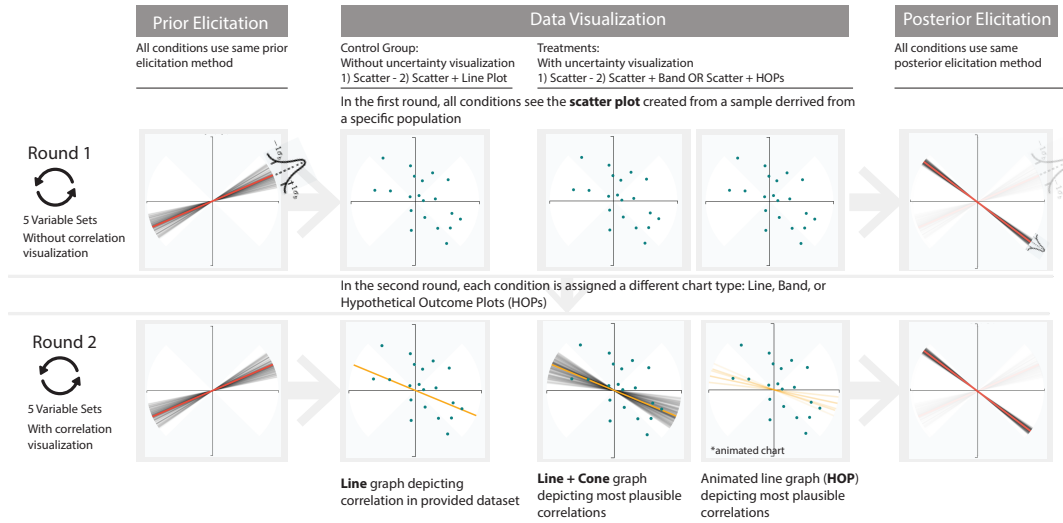 Prior Elicitation
Data Visualization
Posterior Elicitation
All conditions use same prior
elicitation method
Control Group:
Without uncertainty visualization
1) Scatter - 2) Scatter + Line Plot
Treatments:
With uncertainty visualization
1) Scatter - 2) Scatter + Band OR Scatter + HOPs
All conditions use same
posterior elicitation method
In the first round, all conditions see the scatter plot created from a sample derrived from
a specific population
Round 1
5 Variable Sets
Without correlation
visualization
In the second round, each condition is assigned a different chart type: Line, Band, or
Hypothetical Outcome Plots (HOPs)
Round 2
5 Variable Sets
With correlation
visualization
*animated chart
Line graph depicting
correlation in provided dataset
Line + Cone graph
depicting most plausible
correlations
Animated line graph (HOP)
depicting most plausible
correlations